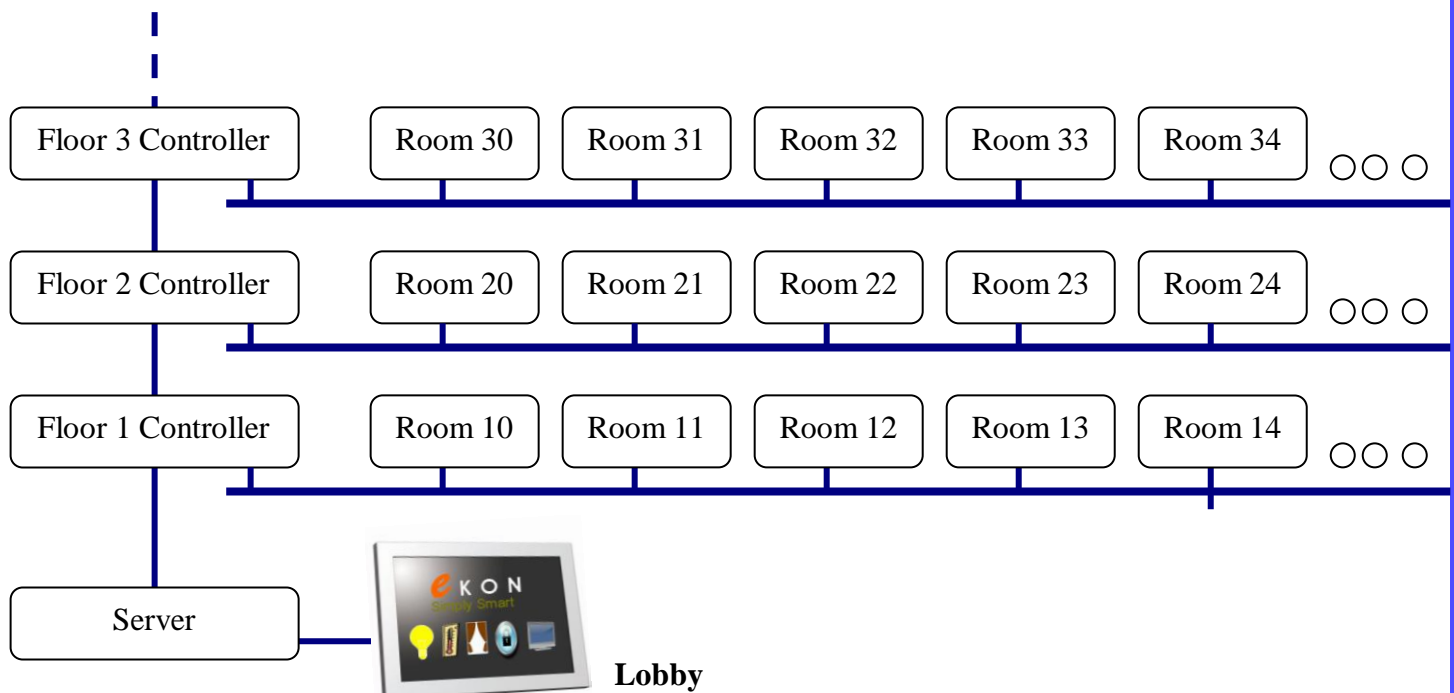 Floor 3 Controller Room 30 Room 31 Room 32 Room 33 Room 34
Floor 2 Controller Room 20 Room 21 Room 22 Room 23 Room 24
Floor 1 Controller Room 10 Room 11 Room 12 Room 13 Room 14
eKON
Simply Smart
Server
Lobby